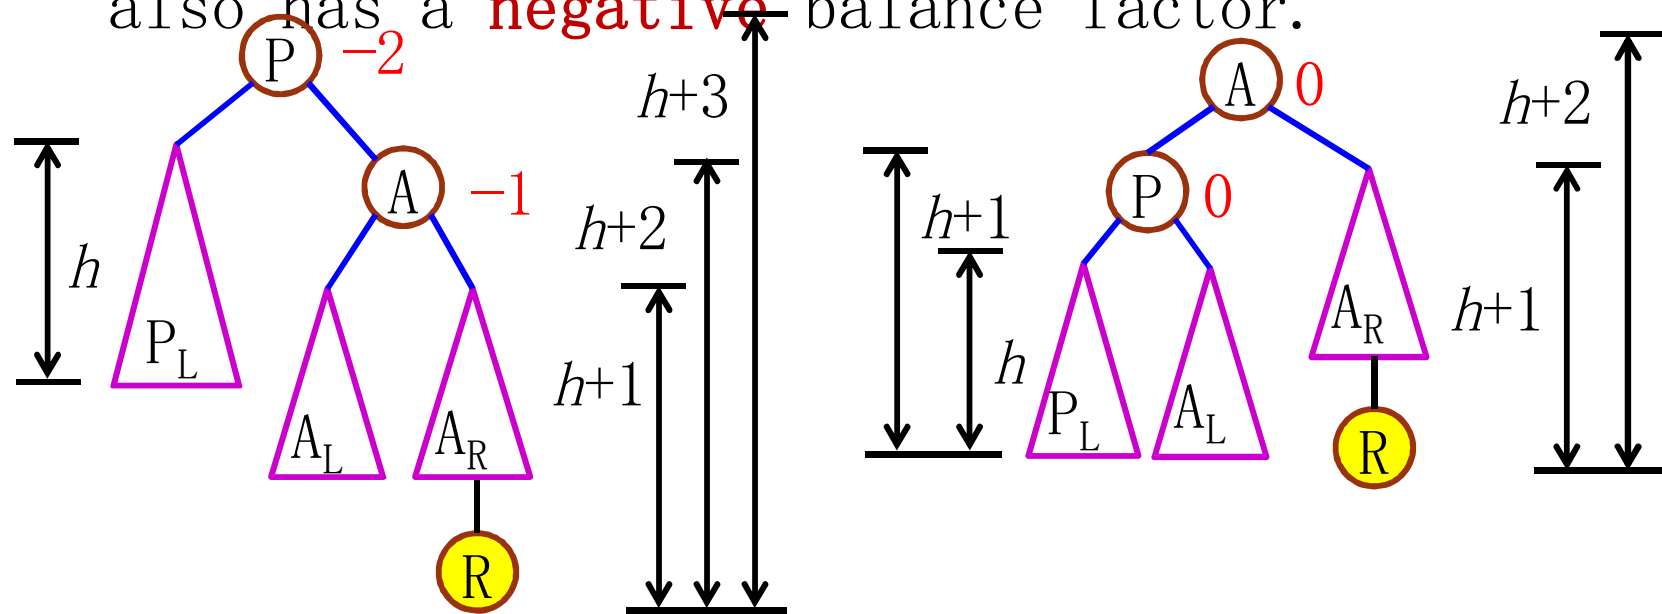 also has a negative balance factor.
P -2
A 0
h+3
h+2
A -1
P 0
h+1
h+2
h
h+1
h
h+1
P_L
A_R
A_L
A_R
P_L
A_L
R
R